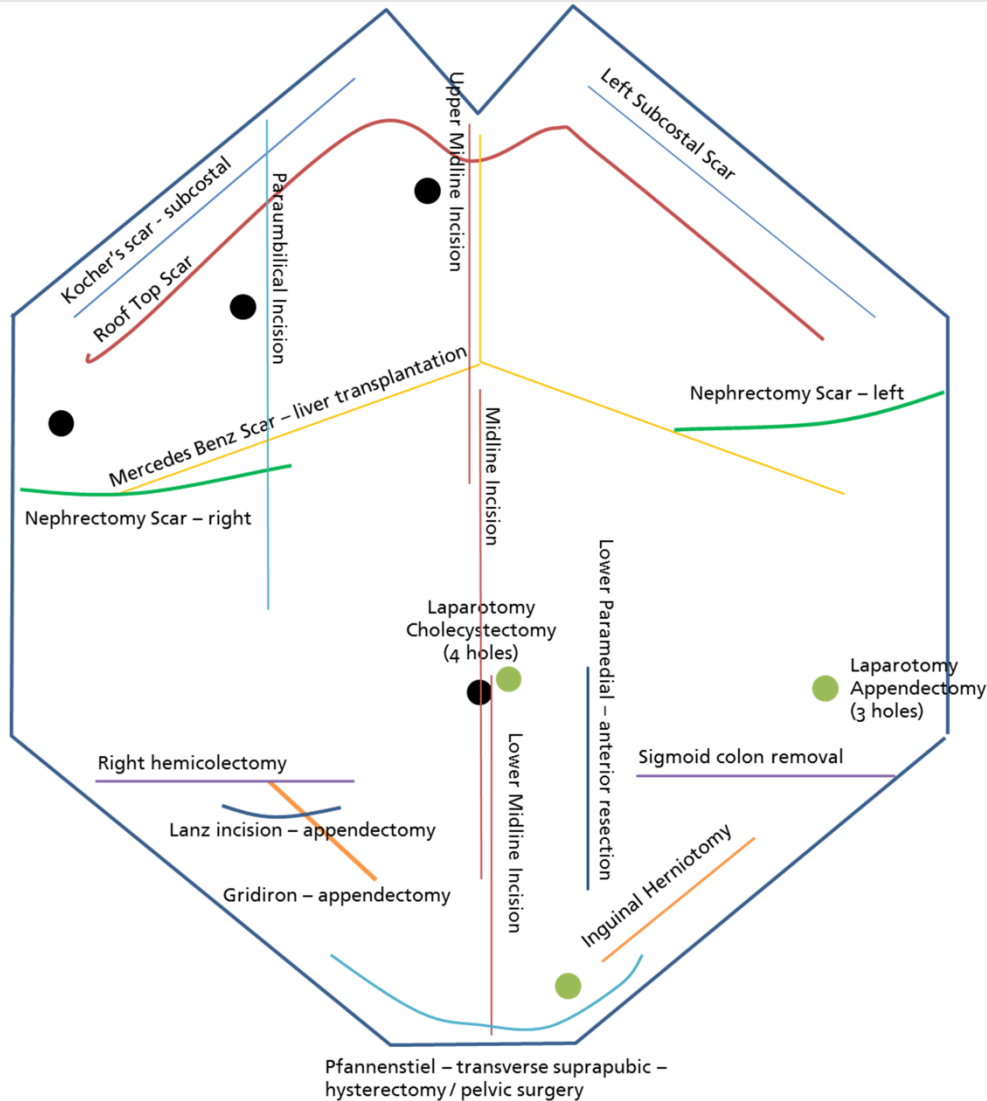 Upper Midline Incision
Left Subcostal Scar
Kocher's scar - subcostal
Roof Top Scar
Paraumbilical Incision
Mercedes Benz Scar – liver transplantation
Nephrectomy Scar – left
Nephrectomy Scar – right
Midline Incision
Lower Paramedial – anterior resection
Laparotomy
Cholecystectomy
(4 holes)
Laparotomy
Appendectomy
(3 holes)
Right hemicolectomy
Lower Midline Incision
Sigmoid colon removal
Lanz incision – appendectomy
Gridiron – appendectomy
Inguinal Herniotomy
Pfannenstiel – transverse suprapubic –
hysterectomy / pelvic surgery